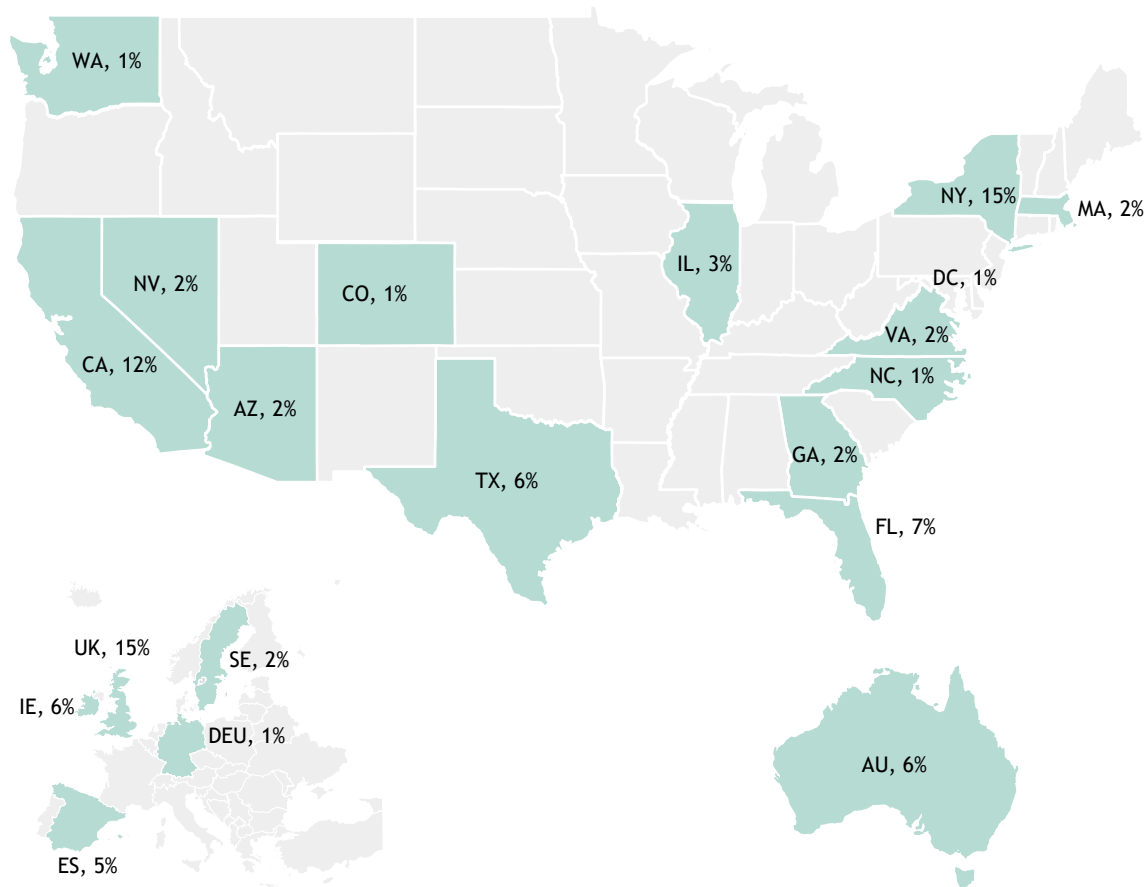 WA, 1%
NY, 15%
MA, 2%
IL, 3%
DC, 1%
NV, 2%
CO, 1%
VA, 2%
CA, 12%
NC, 1%
AZ, 2%
GA, 2%
TX, 6%
FL, 7%
UK, 15%
SE, 2%
IE, 6%
DEU, 1%
AU, 6%
ES, 5%